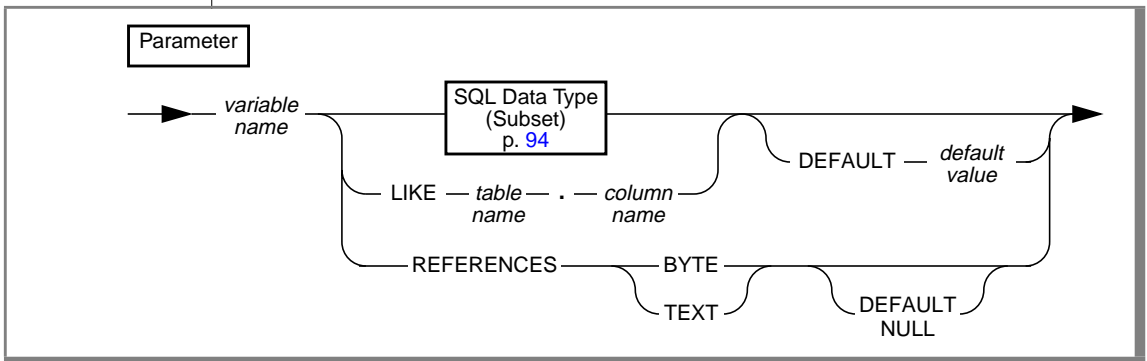 Parameter
variable
name
SQL Data Type
(Subset)
p. 94
DEFAULT default
value
LIKE table . column
name name
REFERENCES BYTE
TEXT
DEFAULT
NULL